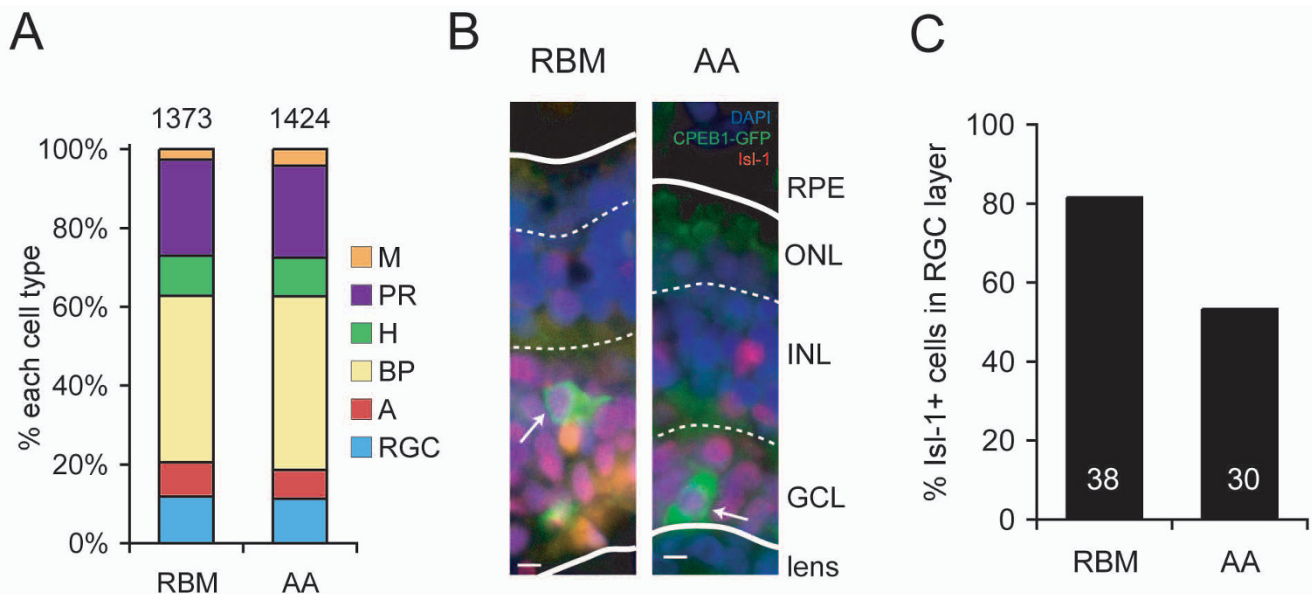 A
% each cell type
1373 1424
100%
80%
60%
40%
20%
0%
RBM AA
M
PR
H
BP
A
RGC
B
RBM AA
DAPI
CPEB1-GFP
Isl-1
RPE
ONL
INL
GCL
lens
C
% Isl-1+ cells in RGC layer
100
80
60
40
20
0
38 30
RBM AA